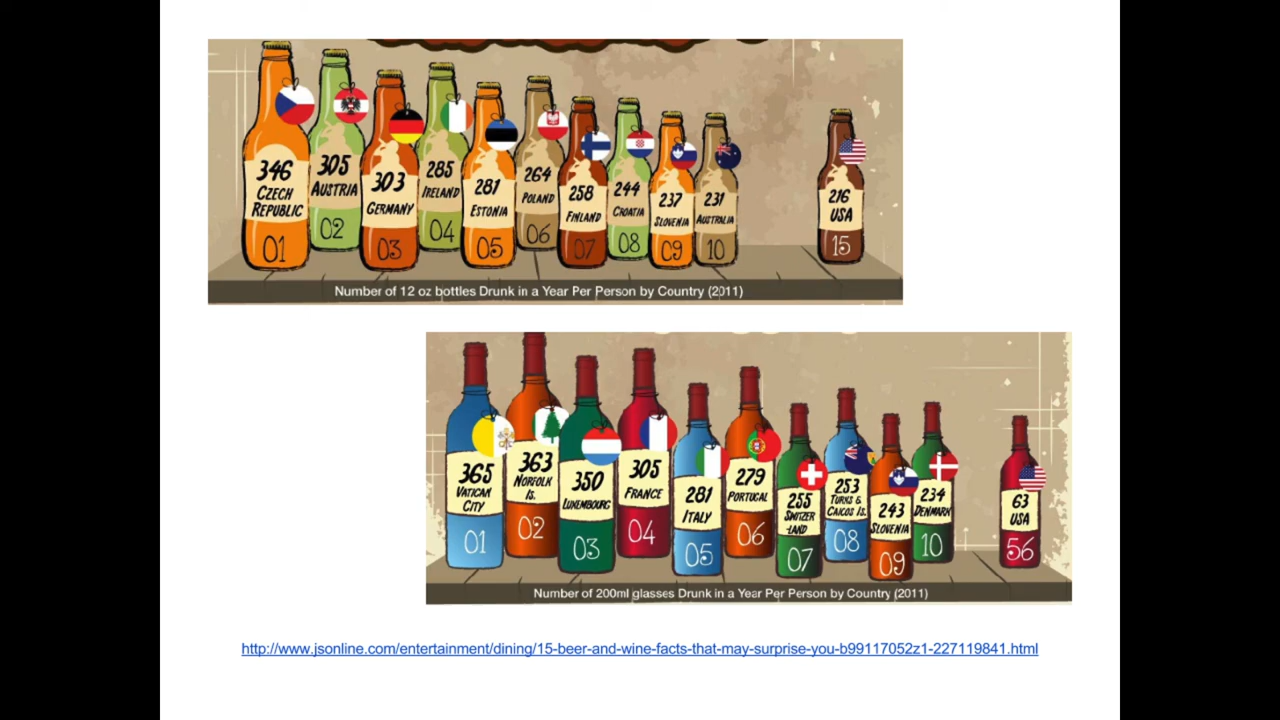 346
CZECH
REPUBLIC
01
305
AUSTRIA
02
303
GERMANY
03
285
IRELAND
04
281
ESTONIA
05
264
POLAND
06
258
FINLAND
07
244
CROATIA
08
237
SLOVENIA
09
231
AUSTRALIA
10
216
USA
15
Number of 12 oz bottles Drunk in a Year Per Person by Country (2011)
365
VATICAN
CITY
01
363
NORFOLK
IS.
02
350
LUXEMBOURG
03
305
FRANCE
04
281
ITALY
05
279
PORTUGAL
06
255
SWITZER
-LAND
07
253
TURKS &
CAICOS IS.
08
243
SLOVENIA
09
234
DENMARK
10
63
USA
56
Number of 200ml glasses Drunk in a Year Per Person by Country (2011)
http://www.jsonline.com/entertainment/dining/15-beer-and-wine-facts-that-may-surprise-you-b99117052z1-227119841.html